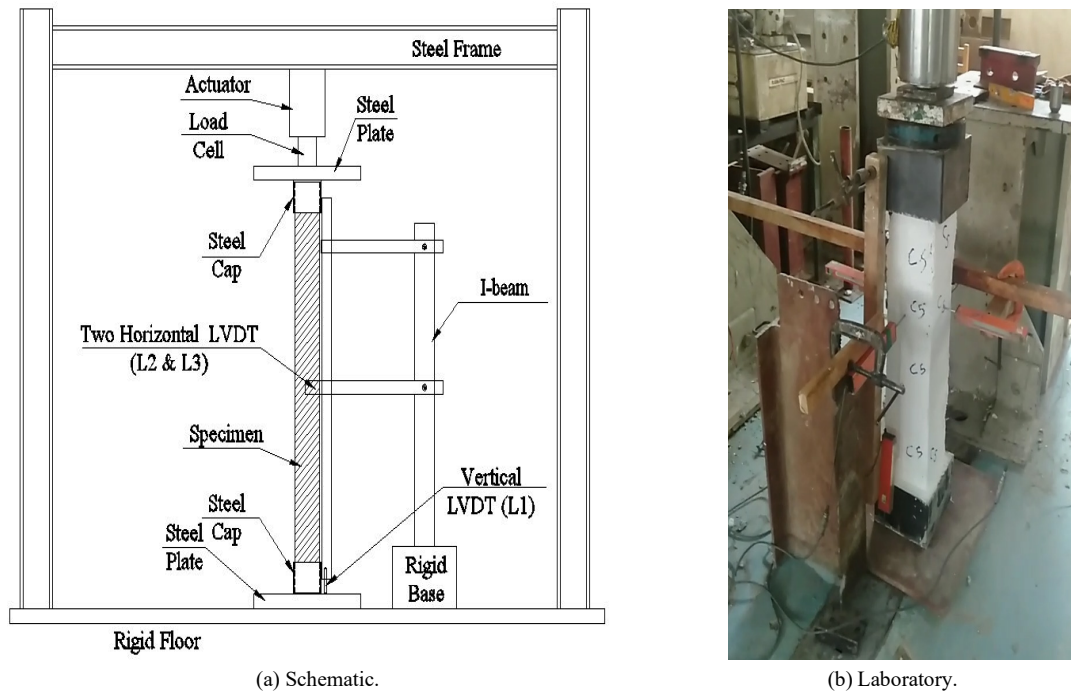 Steel Frame
Actuator
Steel
Plate
Load
Cell
Steel
Cap
I-beam
Two Horizontal LVDT
(L2 & L3)
Specimen
Vertical
LVDT (L1)
Steel
Cap
Steel
Plate
Rigid
Base
Rigid Floor
C5
C5
C5
C5
(a) Schematic.
(b) Laboratory.